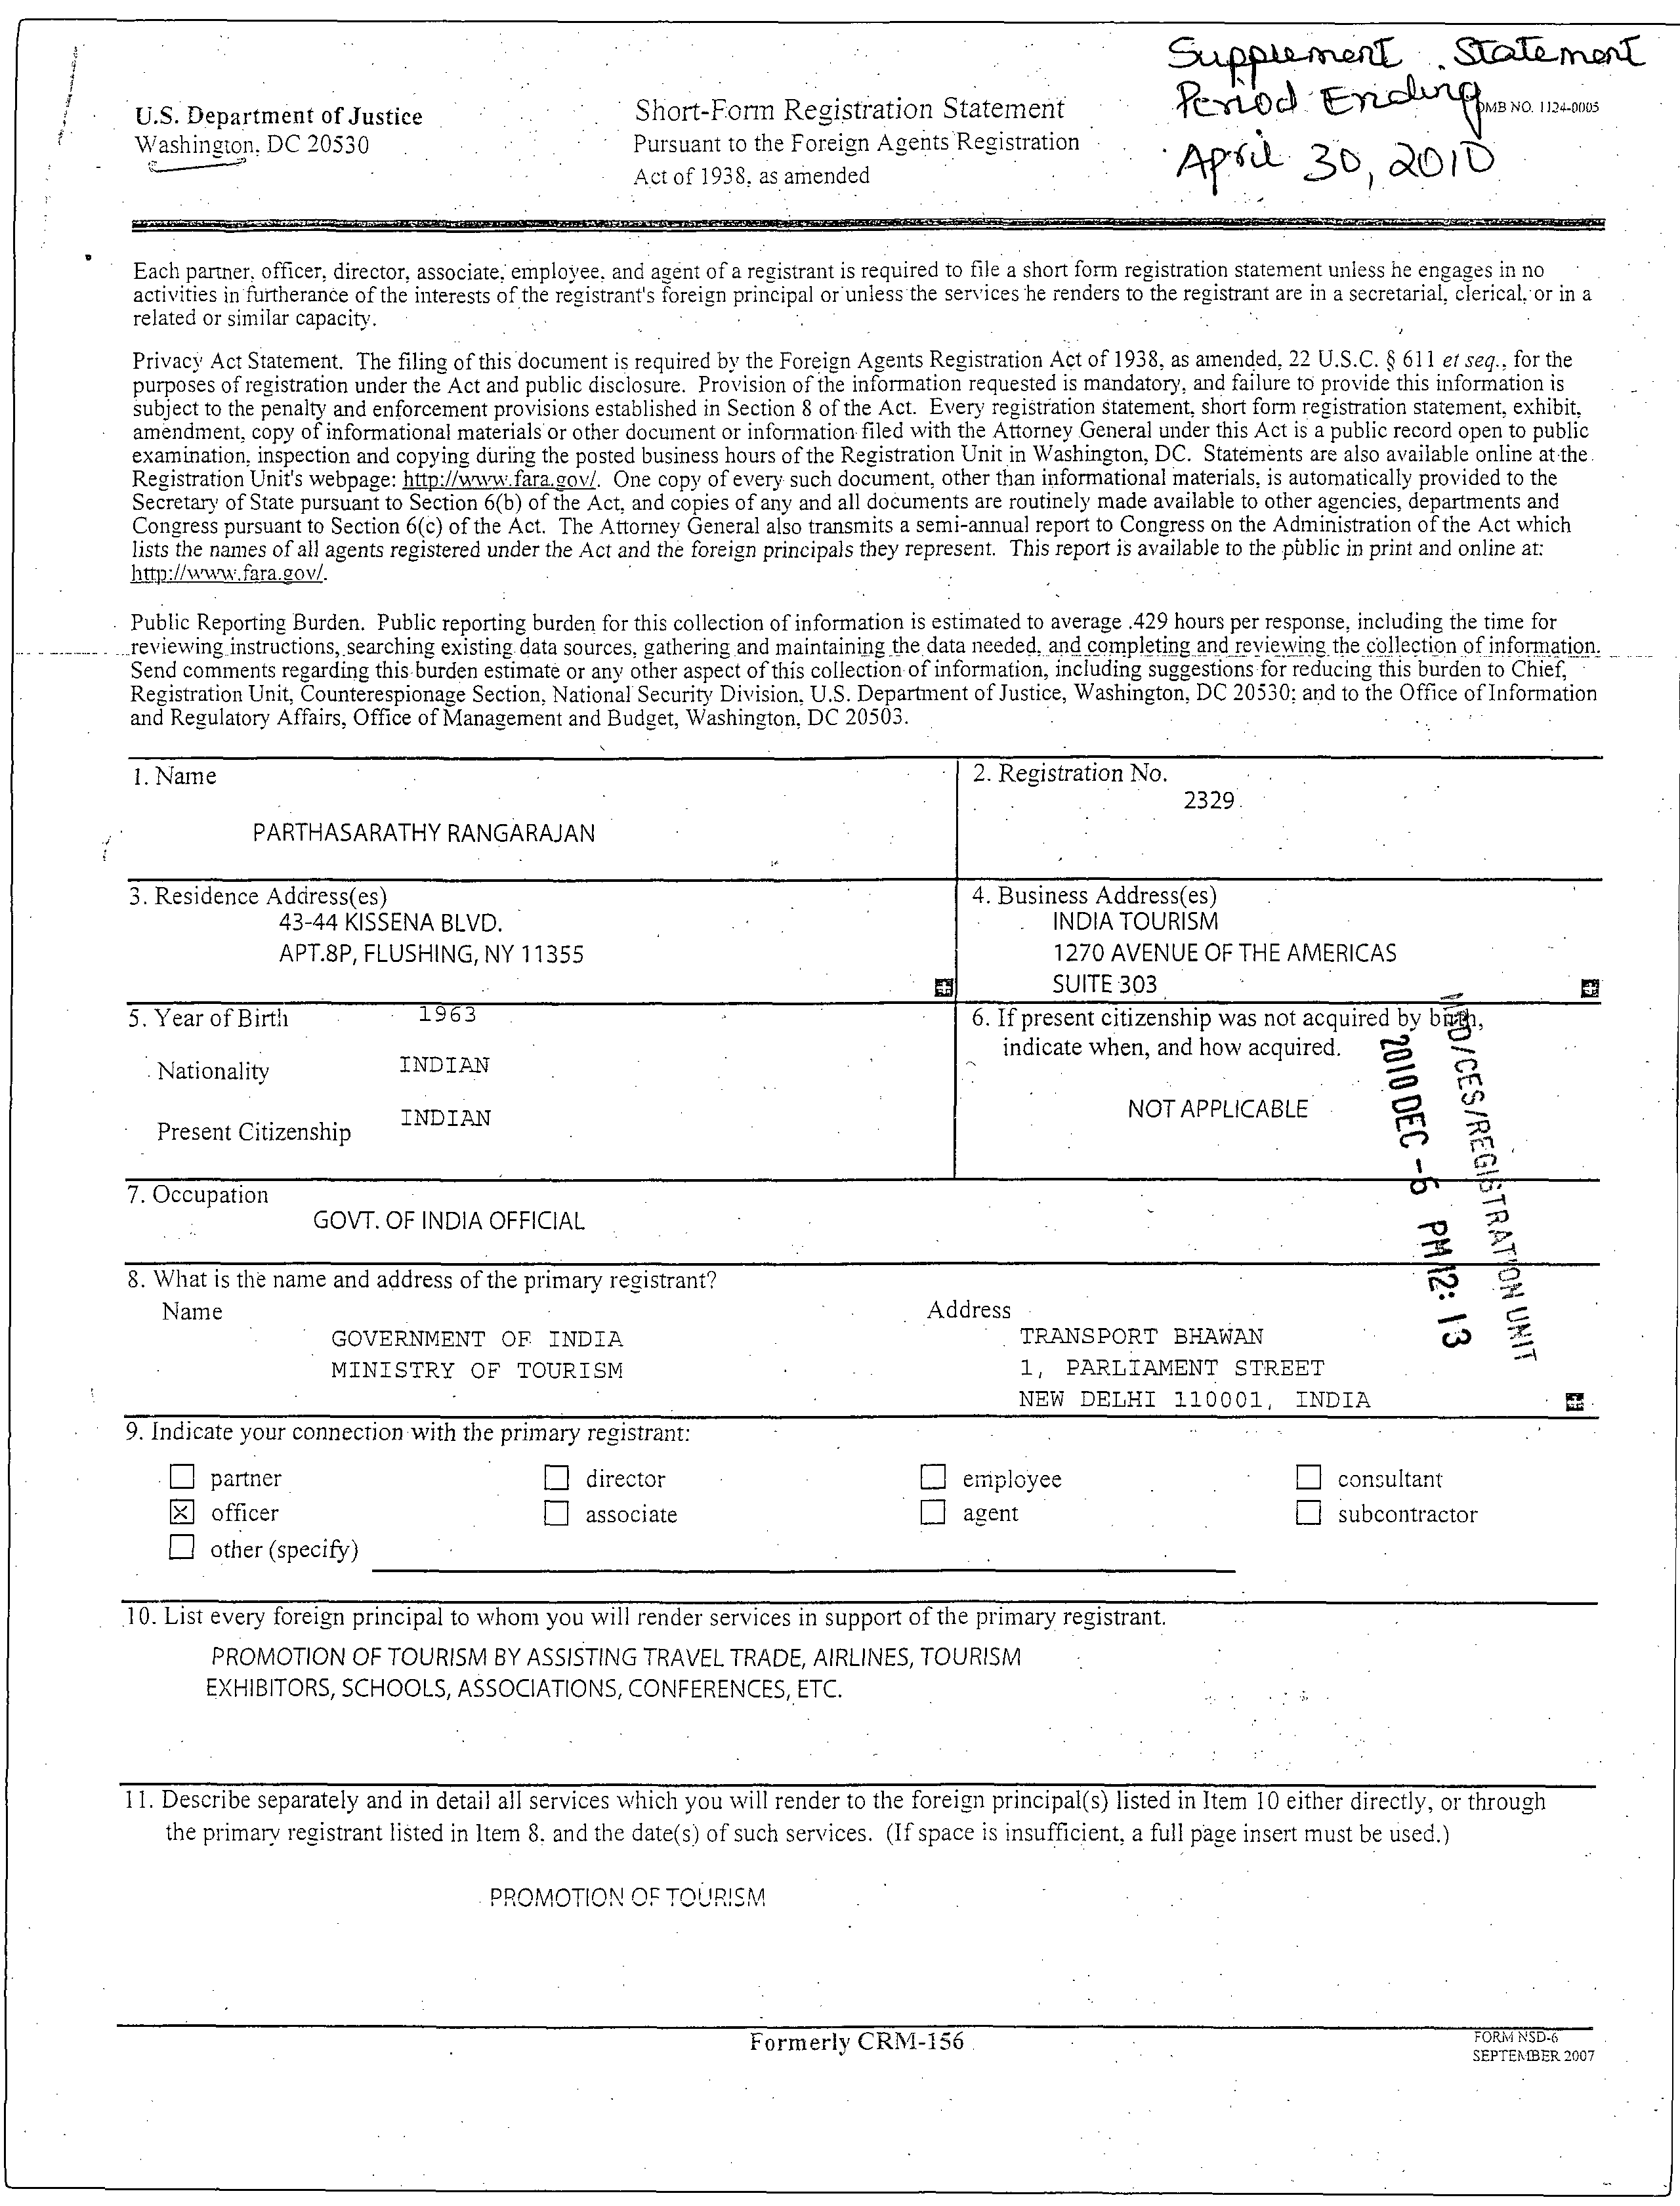 Supplement Statement
Period Ending
April 30, 2010
OMB NO. 1124-0005
U.S. Department of Justice
Washington, DC 20530
Short-Form Registration Statement
Pursuant to the Foreign Agents Registration
Act of 1938, as amended
Each partner, officer, director, associate, employee, and agent of a registrant is required to file a short form registration statement unless he engages in no
activities in furtherance of the interests of the registrant's foreign principal or unless the services he renders to the registrant are in a secretarial, clerical, or in a
related or similar capacity.
Privacy Act Statement. The filing of this document is required by the Foreign Agents Registration Act of 1938, as amended, 22 U.S.C. § 611 et seq., for the
purposes of registration under the Act and public disclosure. Provision of the information requested is mandatory, and failure to provide this information is
subject to the penalty and enforcement provisions established in Section 8 of the Act. Every registration statement, short form registration statement, exhibit,
amendment, copy of informational materials or other document or information filed with the Attorney General under this Act is a public record open to public
examination, inspection and copying during the posted business hours of the Registration Unit in Washington, DC. Statements are also available online at the
Registration Unit's webpage: http://www.fara.gov/. One copy of every such document, other than informational materials, is automatically provided to the
Secretary of State pursuant to Section 6(b) of the Act, and copies of any and all documents are routinely made available to other agencies, departments and
Congress pursuant to Section 6(c) of the Act. The Attorney General also transmits a semi-annual report to Congress on the Administration of the Act which
lists the names of all agents registered under the Act and the foreign principals they represent. This report is available to the public in print and online at:
http://www.fara.gov/.
Public Reporting Burden. Public reporting burden for this collection of information is estimated to average .429 hours per response, including the time for
reviewing instructions, searching existing data sources, gathering and maintaining the data needed, and completing and reviewing the collection of information.
Send comments regarding this burden estimate or any other aspect of this collection of information, including suggestions for reducing this burden to Chief,
Registration Unit, Counterespionage Section, National Security Division, U.S. Department of Justice, Washington, DC 20530; and to the Office of Information
and Regulatory Affairs, Office of Management and Budget, Washington, DC 20503.
1. Name
PARTHASARATHY RANGARAJAN
2. Registration No.
2329
3. Residence Address(es)
43-44 KISSENA BLVD.
APT.8P, FLUSHING, NY 11355
4. Business Address(es)
INDIA TOURISM
1270 AVENUE OF THE AMERICAS
SUITE 303
5. Year of Birth 1963
Nationality INDIAN
Present Citizenship INDIAN
6. If present citizenship was not acquired by birth,
indicate when, and how acquired.
NOT APPLICABLE
2010 DEC -6 PM 12: 13
/CES/REGISTRATION UNIT
7. Occupation
GOVT. OF INDIA OFFICIAL
8. What is the name and address of the primary registrant?
Name
GOVERNMENT OF INDIA
MINISTRY OF TOURISM
Address
TRANSPORT BHAWAN
1, PARLIAMENT STREET
NEW DELHI 110001, INDIA
9. Indicate your connection with the primary registrant:
partner director employee consultant
officer associate agent subcontractor
other (specify)
10. List every foreign principal to whom you will render services in support of the primary registrant.
PROMOTION OF TOURISM BY ASSISTING TRAVEL TRADE, AIRLINES, TOURISM
EXHIBITORS, SCHOOLS, ASSOCIATIONS, CONFERENCES, ETC.
11. Describe separately and in detail all services which you will render to the foreign principal(s) listed in Item 10 either directly, or through
the primary registrant listed in Item 8, and the date(s) of such services. (If space is insufficient, a full page insert must be used.)
PROMOTION OF TOURISM
Formerly CRM-156
FORM NSD-6
SEPTEMBER 2007